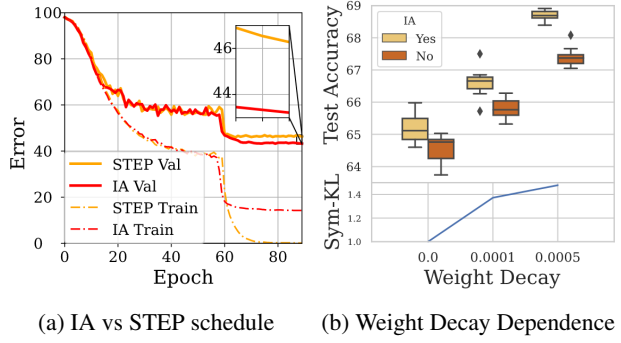 100
80
60
40
20
0
Error
0
20
40
60
80
Epoch
46
44
STEP Val
IA Val
STEP Train
IA Train
69
68
67
66
65
64
Test Accuracy
IA
Yes
No
1.4
1.2
1.0
Sym-KL
0.0
0.0001
0.0005
Weight Decay
(a) IA vs STEP schedule
(b) Weight Decay Dependence